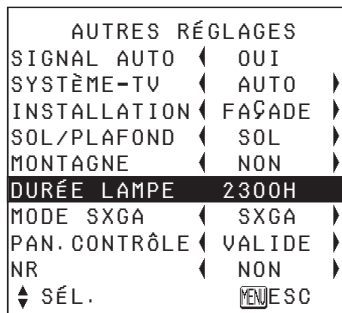 AUTRES RÉGLAGES
SIGNAL AUTO OUI
SYSTÈME-TV AUTO
INSTALLATION FAÇADE
SOL/PLAFOND SOL
MONTAGNE NON
DURÉE LAMPE 2300H
MODE SXGA SXGA
PAN.CONTRÔLE VALIDE
NR NON
SÉL. MENU ESC